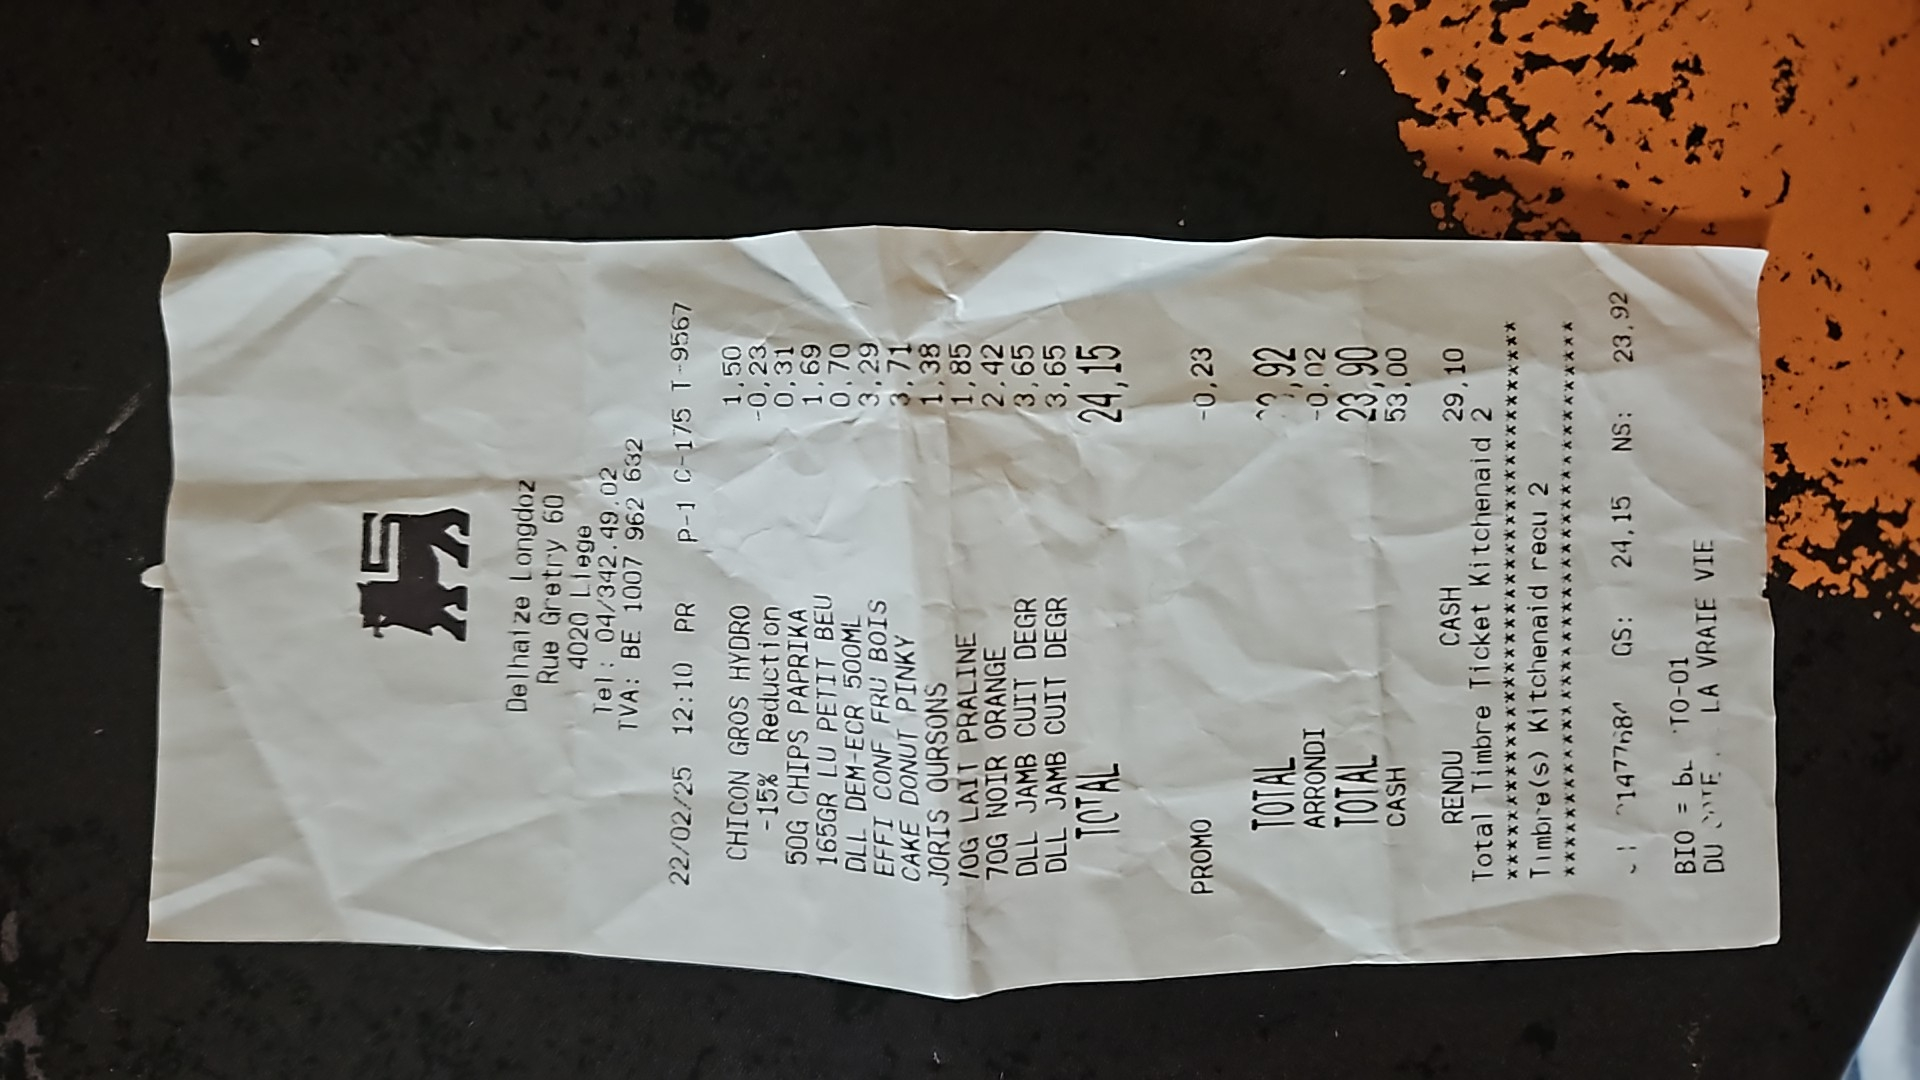 Delhaize Longdoz
Rue Gretry 60
4020 Liege
Tel : 04/342.49.02
TVA: BE 1007 962 632
22/02/25 12:10 PR P-1 C-175 T-9567
CHICON GROS HYDRO 1,50
-15% Reduction -0,23
50G CHIPS PAPRIKA 0,31
165GR LU PETIT BEU 1,69
DLL DEM-ECR 500ML 0,70
EFFI CONF FRU BOIS 3,29
CAKE DONUT PINKY 3,71
JORIS OURSONS 1,38
70G LAIT PRALINE 1,85
70G NOIR ORANGE 2,42
DLL JAMB CUIT DEGR 3,65
DLL JAMB CUIT DEGR 3,65
TOTAL 24,15
PROMO -0,23
TOTAL
ARRONDI -0,02
TOTAL 23,90
CASH 53,00
RENDU CASH 29,10
Total Timbre Ticket Kitchenaid 2
************************************
Timbre(s) Kitchenaid recu 2
************************************
GS: 24,15 NS: 23,92
BIO = TO-01
DU LA VRAIE VIE